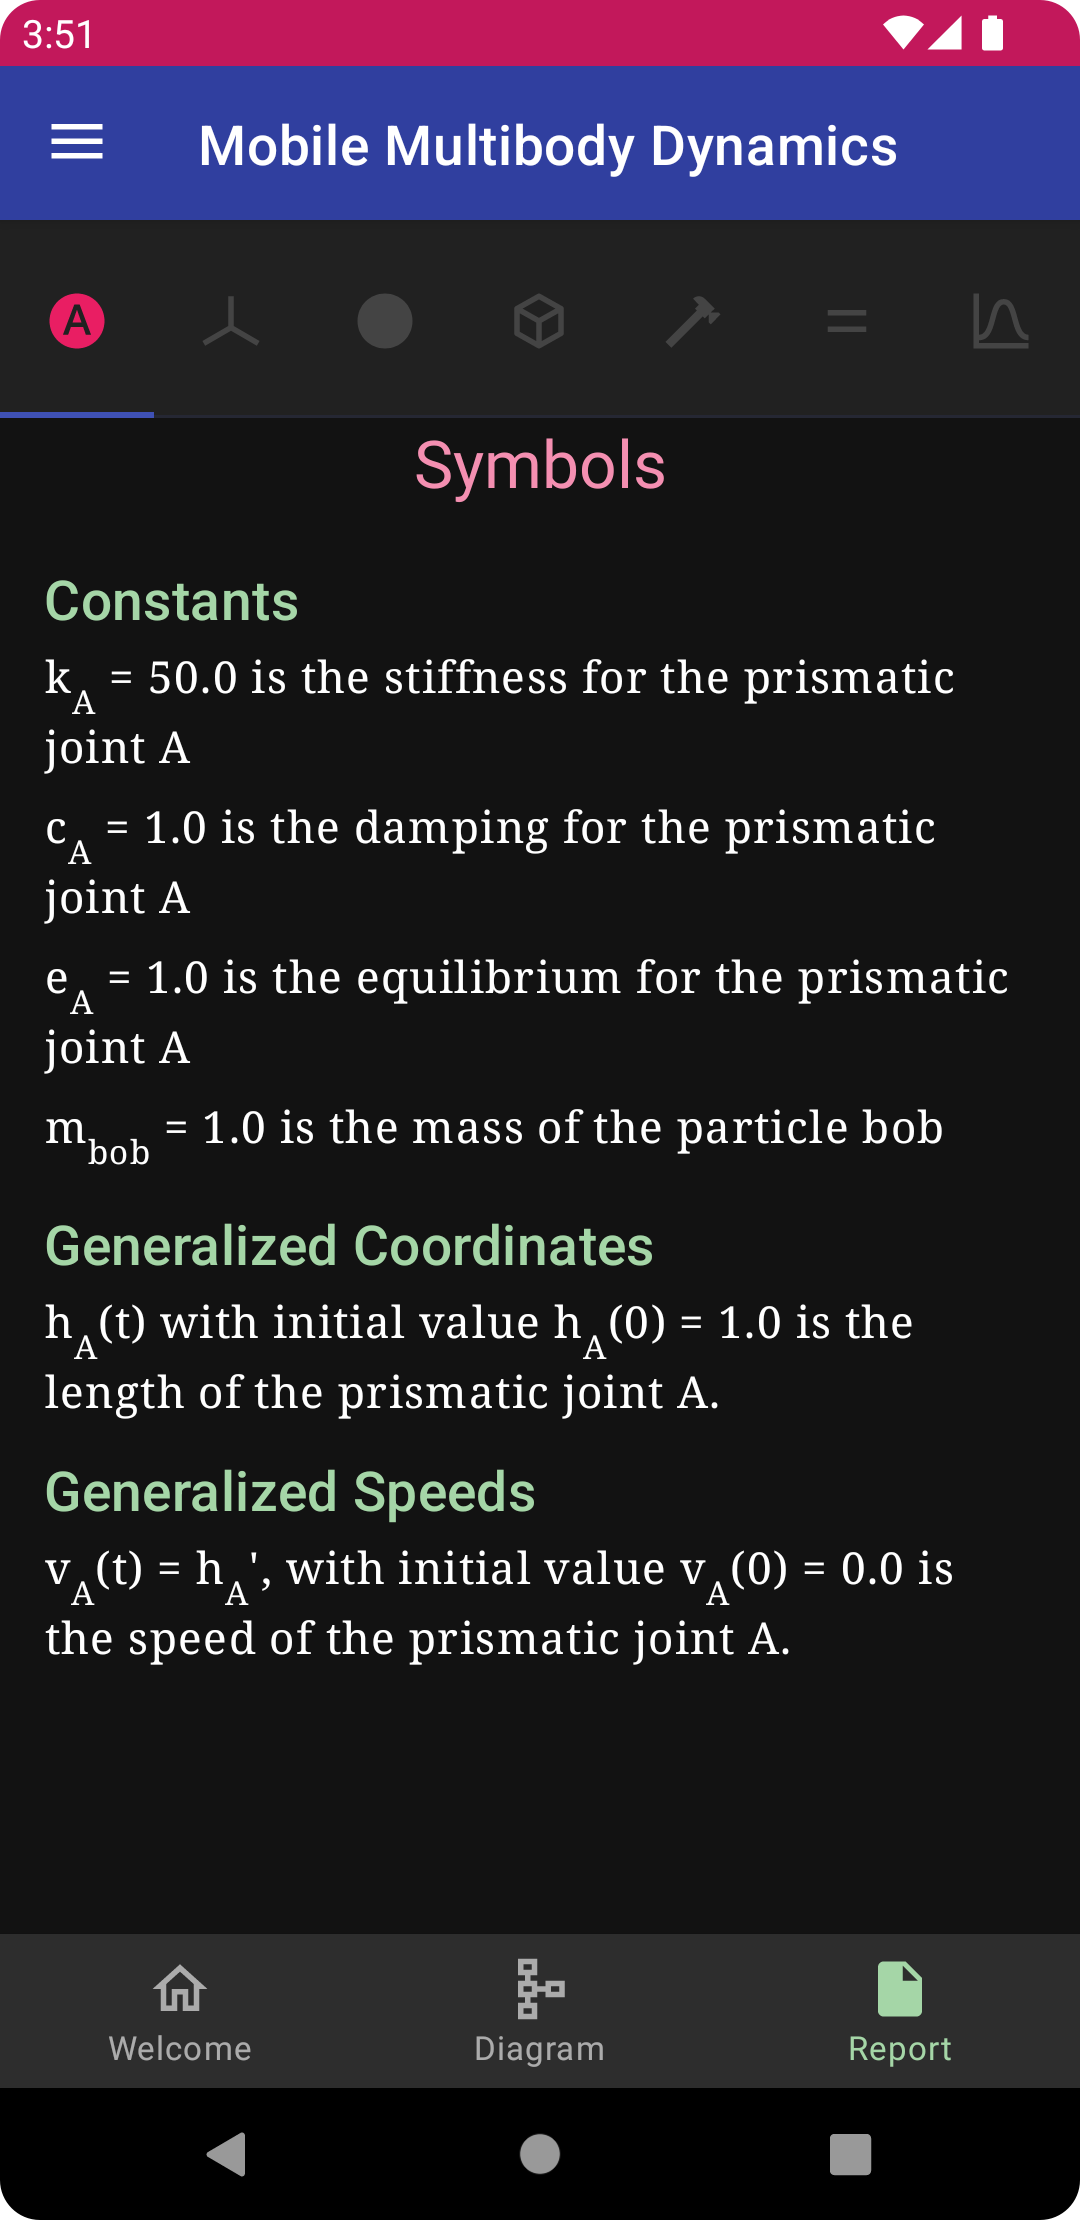 3:51
Mobile Multibody Dynamics
A
Symbols
Constants
k_A = 50.0 is the stiffness for the prismatic
joint A
c_A = 1.0 is the damping for the prismatic
joint A
e_A = 1.0 is the equilibrium for the prismatic
joint A
m_bob = 1.0 is the mass of the particle bob
Generalized Coordinates
h_A(t) with initial value h_A(0) = 1.0 is the
length of the prismatic joint A.
Generalized Speeds
v_A(t) = h_A', with initial value v_A(0) = 0.0 is
the speed of the prismatic joint A.
Welcome Diagram Report